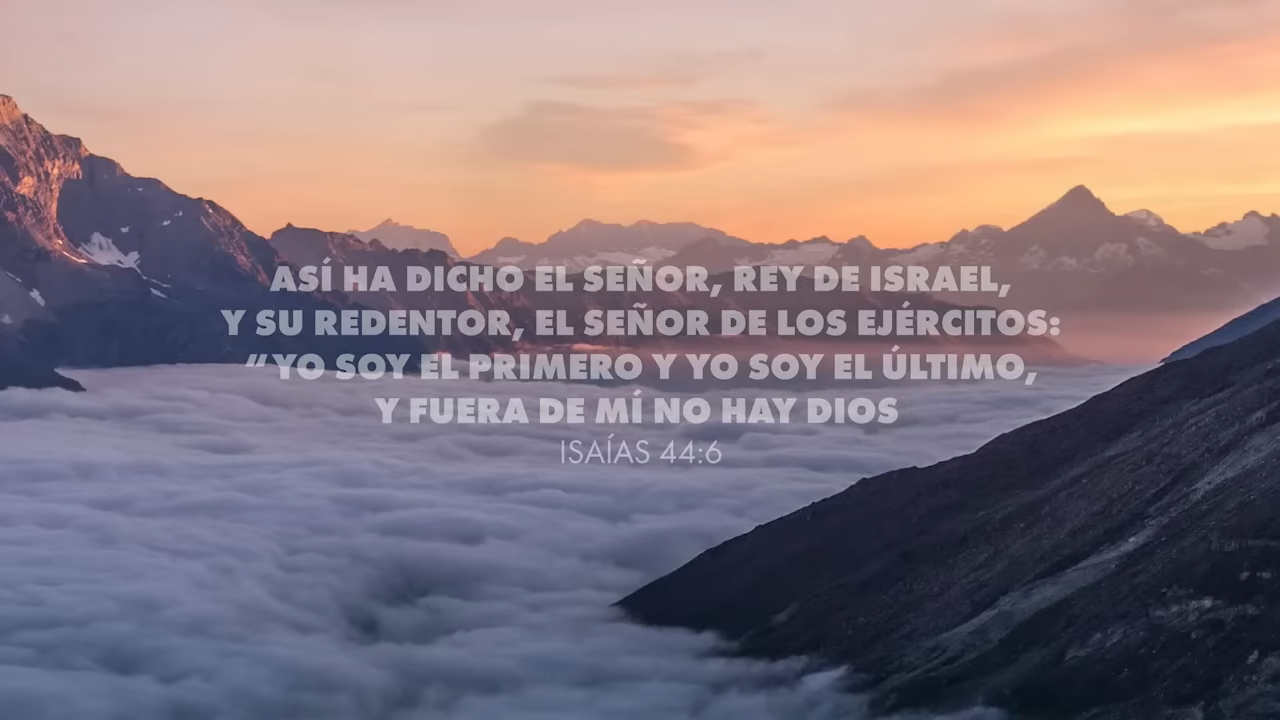 ASÍ HA DICHO EL SEÑOR, REY DE ISRAEL,
Y SU REDENTOR, EL SEÑOR DE LOS EJÉRCITOS:
“YO SOY EL PRIMERO Y YO SOY EL ÚLTIMO,
Y FUERA DE MÍ NO HAY DIOS
ISAÍAS 44:6